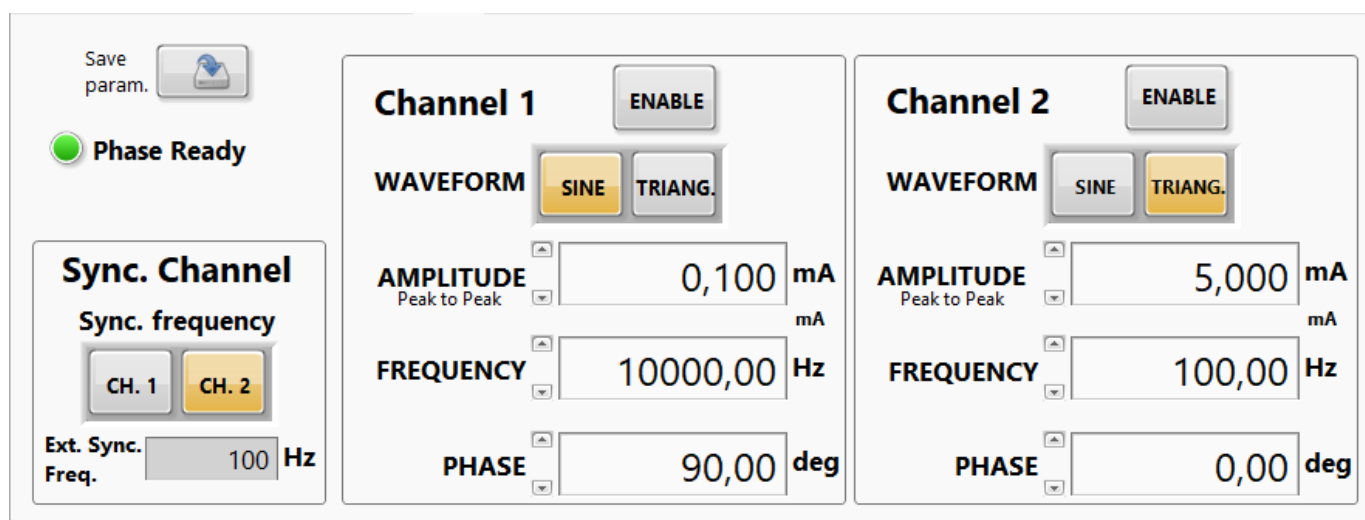 Save
param.
Phase Ready
Sync. Channel
Sync. frequency
CH. 1 CH. 2
Ext. Sync.
Freq. 100 Hz
Channel 1 ENABLE
WAVEFORM SINE TRIANG.
AMPLITUDE 0,100 mA
Peak to Peak
mA
FREQUENCY 10000,00 Hz
PHASE 90,00 deg
Channel 2 ENABLE
WAVEFORM SINE TRIANG.
AMPLITUDE 5,000 mA
Peak to Peak
mA
FREQUENCY 100,00 Hz
PHASE 0,00 deg